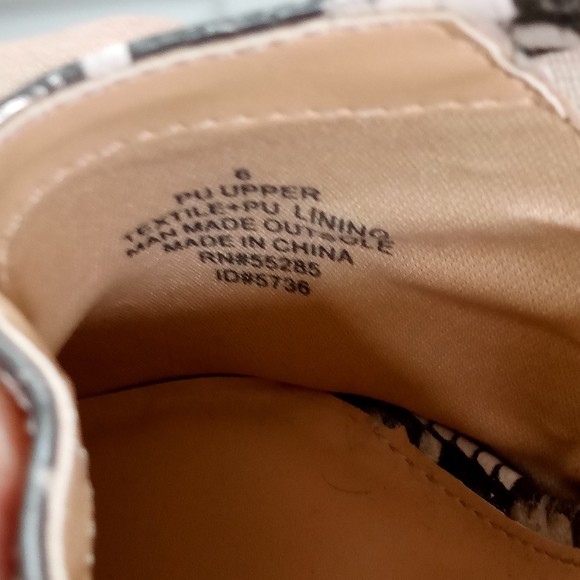 6
PU UPPER
TEXTILE+PU LINING
MAN MADE OUTSOLE
MADE IN CHINA
RN#55285
ID#5736